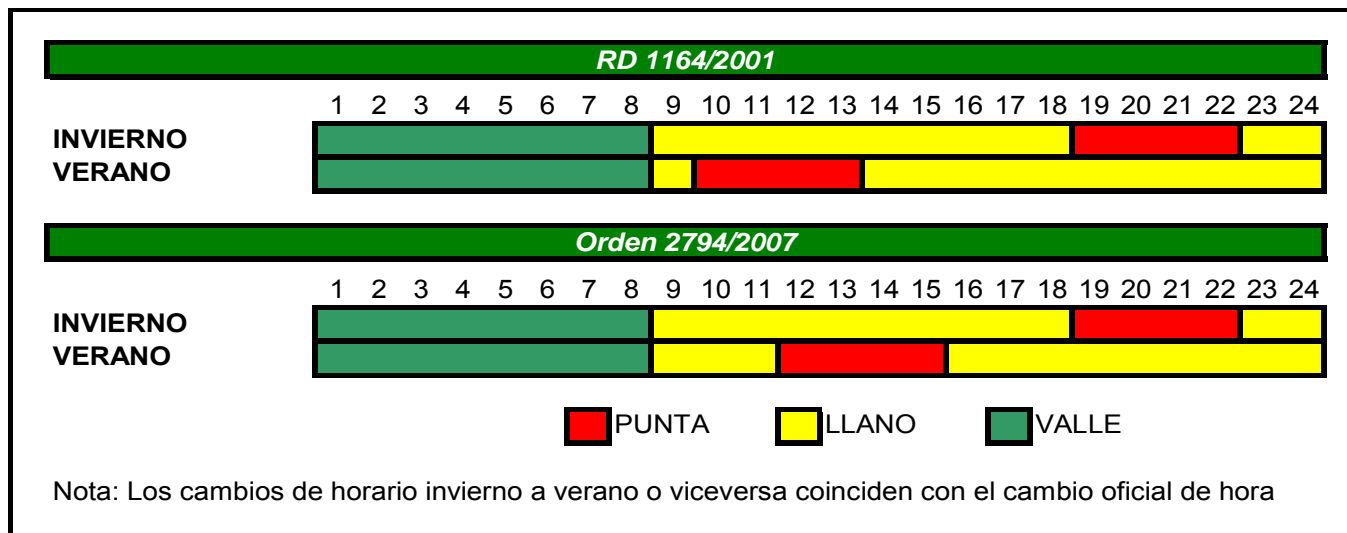 RD 1164/2001
1 2 3 4 5 6 7 8 9 10 11 12 13 14 15 16 17 18 19 20 21 22 23 24
INVIERNO
VERANO
Orden 2794/2007
1 2 3 4 5 6 7 8 9 10 11 12 13 14 15 16 17 18 19 20 21 22 23 24
INVIERNO
VERANO
PUNTA LLANO VALLE
Nota: Los cambios de horario invierno a verano o viceversa coinciden con el cambio oficial de hora